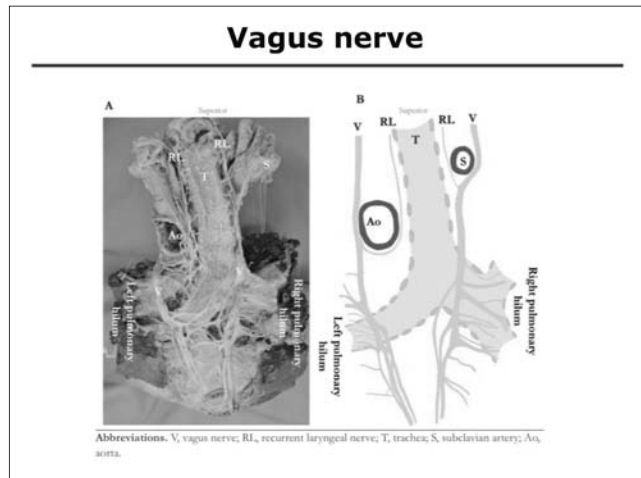 Vagus nerve
A
Superior
RL
RL
T
S
Ao
V
V
Left pulmonary
hilum
Right pulmonary
hilum
B
Superior
V
RL
RL
V
T
S
Ao
Left pulmonary
hilum
Right pulmonary
hilum
Abbreviations. V, vagus nerve; RL, recurrent laryngeal nerve; T, trachea; S, subclavian artery; Ao,
aorta.